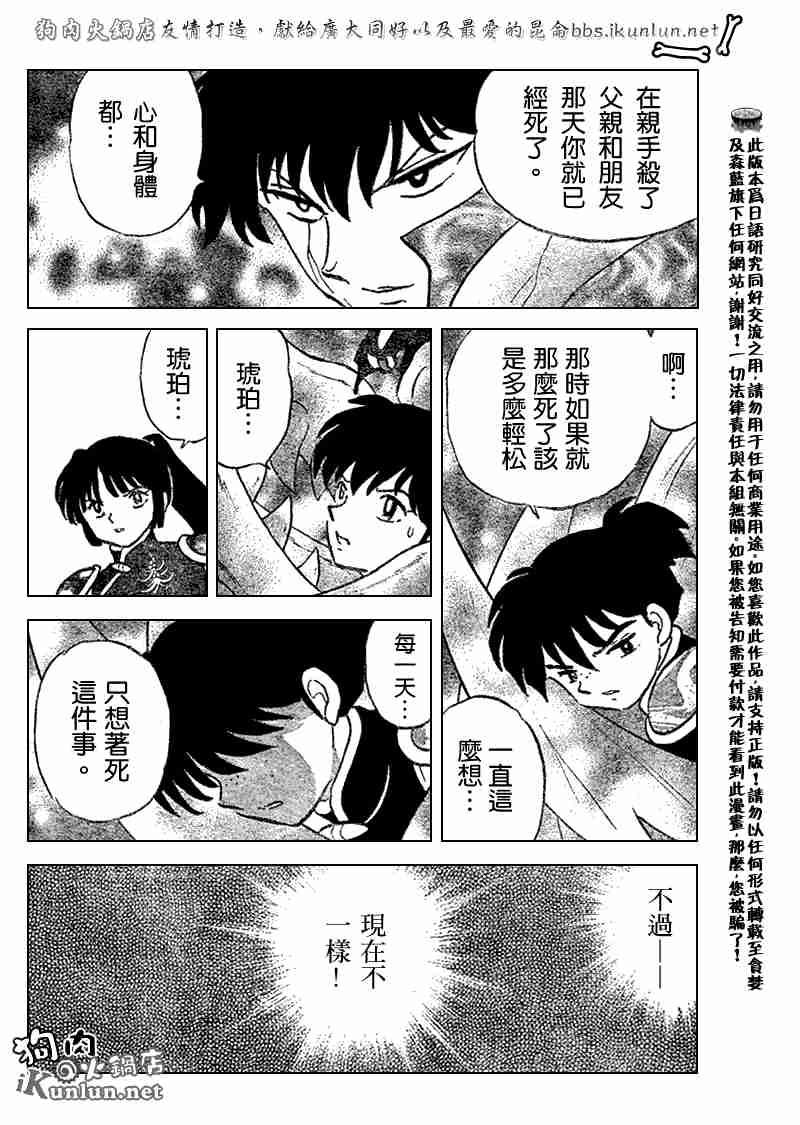 狗肉火鍋店友情打造，獻給廣大同好以及最愛的昆侖bbs.ikunlun.net
在親手殺了
父親和朋友
那天你就已
經死了。
心和身體
都…
啊…
那時如果就
那麼死了該
是多麼輕松
一直這
麼想…
琥珀…
琥珀…
每一天…
只想著死
這件事。
不過——
現在不
一樣！
此版本爲日語研究同好交流之用，請勿用于任何商業用途。如您喜歡此作品，請支持正版！請勿以任何形式轉載至貪婪
及森藍旗下任何網站，謝謝！一切法律責任與本組無關。如果您被告知需要付款才能看到此漫畫，那麼，您被騙了！
狗肉
火鍋店
iKunlun.net